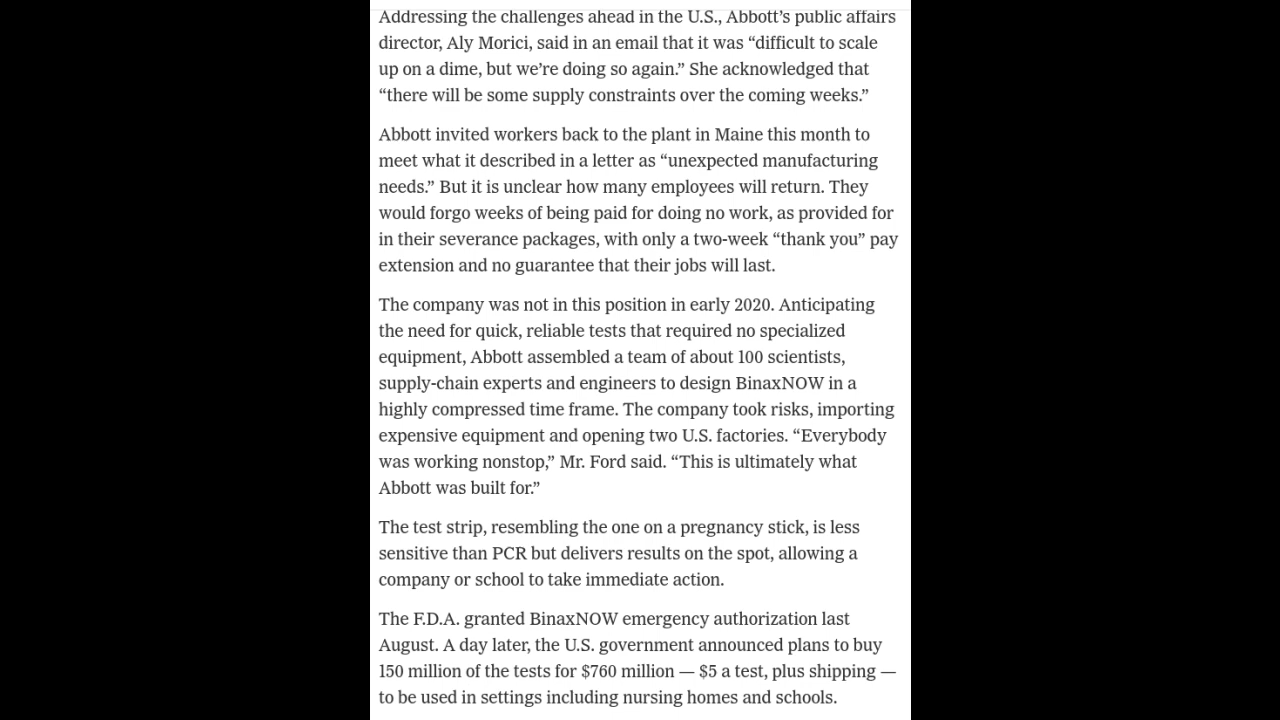 Addressing the challenges ahead in the U.S., Abbott’s public affairs
director, Aly Morici, said in an email that it was “difficult to scale
up on a dime, but we’re doing so again.” She acknowledged that
“there will be some supply constraints over the coming weeks.”
Abbott invited workers back to the plant in Maine this month to
meet what it described in a letter as “unexpected manufacturing
needs.” But it is unclear how many employees will return. They
would forgo weeks of being paid for doing no work, as provided for
in their severance packages, with only a two-week “thank you” pay
extension and no guarantee that their jobs will last.
The company was not in this position in early 2020. Anticipating
the need for quick, reliable tests that required no specialized
equipment, Abbott assembled a team of about 100 scientists,
supply-chain experts and engineers to design BinaxNOW in a
highly compressed time frame. The company took risks, importing
expensive equipment and opening two U.S. factories. “Everybody
was working nonstop,” Mr. Ford said. “This is ultimately what
Abbott was built for.”
The test strip, resembling the one on a pregnancy stick, is less
sensitive than PCR but delivers results on the spot, allowing a
company or school to take immediate action.
The F.D.A. granted BinaxNOW emergency authorization last
August. A day later, the U.S. government announced plans to buy
150 million of the tests for $760 million — $5 a test, plus shipping —
to be used in settings including nursing homes and schools.